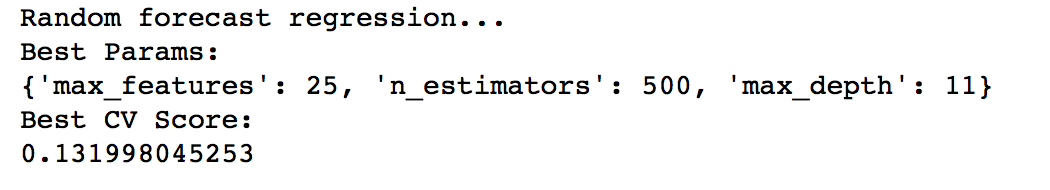 Random forecast regression...
Best Params:
{'max_features': 25, 'n_estimators': 500, 'max_depth': 11}
Best CV Score:
0.131998045253